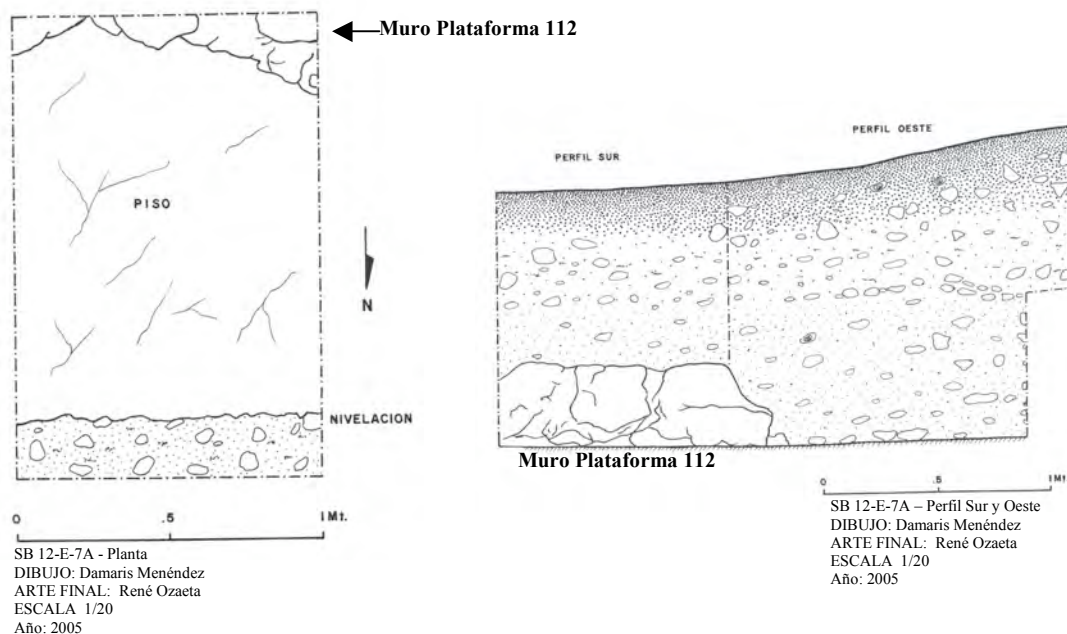 Muro Plataforma 112
PISO
N
NIVELACION
0 .5 1 Mt.
SB 12-E-7A - Planta
DIBUJO: Damaris Menéndez
ARTE FINAL: René Ozaeta
ESCALA 1/20
Año: 2005
PERFIL SUR
PERFIL OESTE
Muro Plataforma 112
0 .5 1 Mt.
SB 12-E-7A – Perfil Sur y Oeste
DIBUJO: Damaris Menéndez
ARTE FINAL: René Ozaeta
ESCALA 1/20
Año: 2005